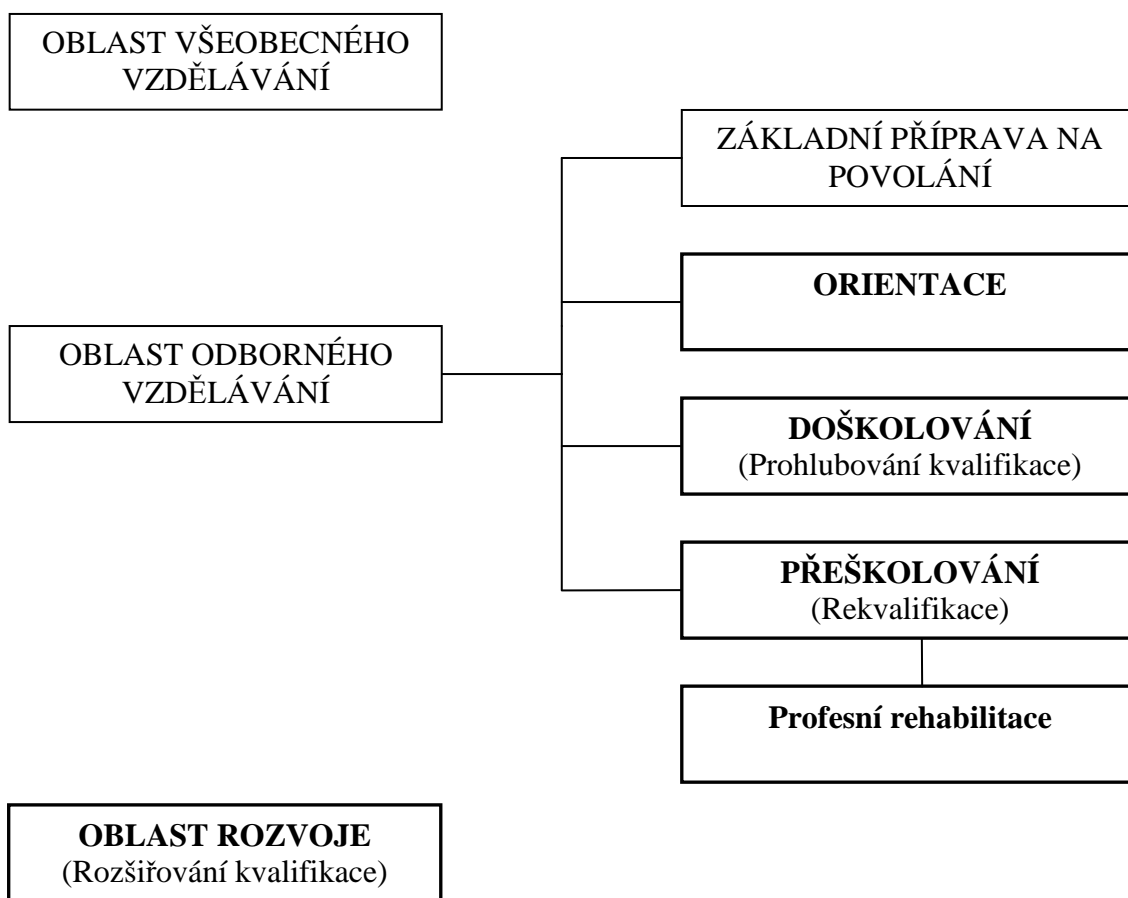 OBLAST VŠEOBECNÉHO
VZDĚLÁVÁNÍ
ZÁKLADNÍ PŘÍPRAVA NA
POVOLÁNÍ
ORIENTACE
OBLAST ODBORNÉHO
VZDĚLÁVÁNÍ
DOŠKOLOVÁNÍ
(Prohlubování kvalifikace)
PŘEŠKOLOVÁNÍ
(Rekvalifikace)
Profesní rehabilitace
OBLAST ROZVOJE
(Rozšiřování kvalifikace)